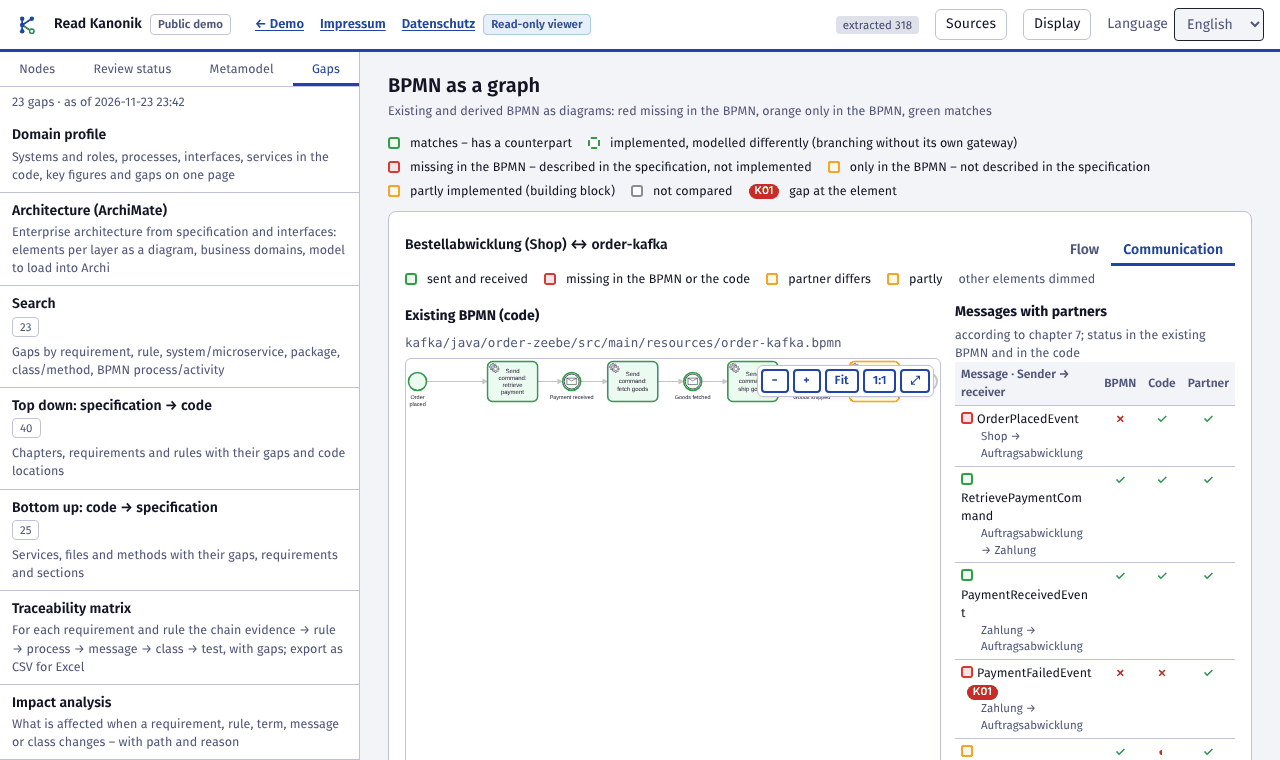 Read Kanonik
Public demo
← Demo
Impressum
Datenschutz
Read-only viewer
extracted 318
Sources
Display
Language
English
Nodes
Review status
Metamodel
Gaps
23 gaps · as of 2026-11-23 23:42
Domain profile
Systems and roles, processes, interfaces, services in the
code, key figures and gaps on one page
Architecture (ArchiMate)
Enterprise architecture from specification and interfaces:
elements per layer as a diagram, business domains, model
to load into Archi
Search
23
Gaps by requirement, rule, system/microservice, package,
class/method, BPMN process/activity
Top down: specification → code
40
Chapters, requirements and rules with their gaps and code
locations
Bottom up: code → specification
25
Services, files and methods with their gaps, requirements
and sections
Traceability matrix
For each requirement and rule the chain evidence → rule
→ process → message → class → test, with gaps; export as
CSV for Excel
Impact analysis
What is affected when a requirement, rule, term, message
or class changes – with path and reason
BPMN as a graph
Existing and derived BPMN as diagrams: red missing in the BPMN, orange only in the BPMN, green matches
matches – has a counterpart
implemented, modelled differently (branching without its own gateway)
missing in the BPMN – described in the specification, not implemented
only in the BPMN – not described in the specification
partly implemented (building block)
not compared
K01 gap at the element
Bestellabwicklung (Shop) ↔ order-kafka
Flow
Communication
sent and received
missing in the BPMN or the code
partner differs
partly
other elements dimmed
Existing BPMN (code)
kafka/java/order-zeebe/src/main/resources/order-kafka.bpmn
Order
placed
Send
command:
retrieve
payment
Payment received
Send
command:
fetch goods
Goods fetched
Send
− + Fit 1:1 ⤢
Messages with partners
according to chapter 7; status in the existing
BPMN and in the code
Message · Sender →
receiver
BPMN
Code
Partner
OrderPlacedEvent
× ✓ ✓
Shop →
Auftragsabwicklung
RetrievePaymentCom
mand
✓ ✓ ✓
Auftragsabwicklung
→ Zahlung
PaymentReceivedEven
t
✓ ✓ ✓
Zahlung →
Auftragsabwicklung
PaymentFailedEvent
K01
× × ✓
Zahlung →
Auftragsabwicklung
✓ ✓